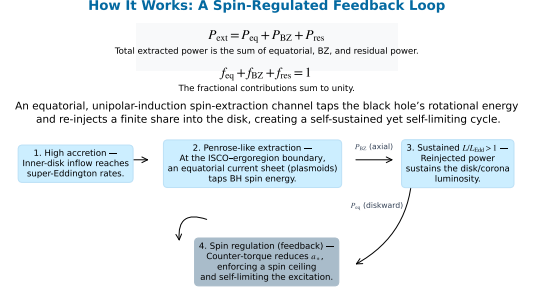 How It Works: A Spin-Regulated Feedback Loop
P_ext = P_eq + P_BZ + P_res
Total extracted power is the sum of equatorial, BZ, and residual power.
f_eq + f_BZ + f_res = 1
The fractional contributions sum to unity.
An equatorial, unipolar-induction spin-extraction channel taps the black hole’s rotational energy
and re-injects a finite share into the disk, creating a self-sustained yet self-limiting cycle.
1. High accretion —
Inner-disk inflow reaches
super-Eddington rates.
2. Penrose-like extraction —
At the ISCO–ergoregion boundary,
an equatorial current sheet (plasmoids)
taps BH spin energy.
P_BZ (axial)
3. Sustained L/L_Edd > 1 —
Reinjected power
sustains the disk/corona
luminosity.
P_eq (diskward)
4. Spin regulation (feedback) —
Counter-torque reduces a_*,
enforcing a spin ceiling
and self-limiting the extraction.